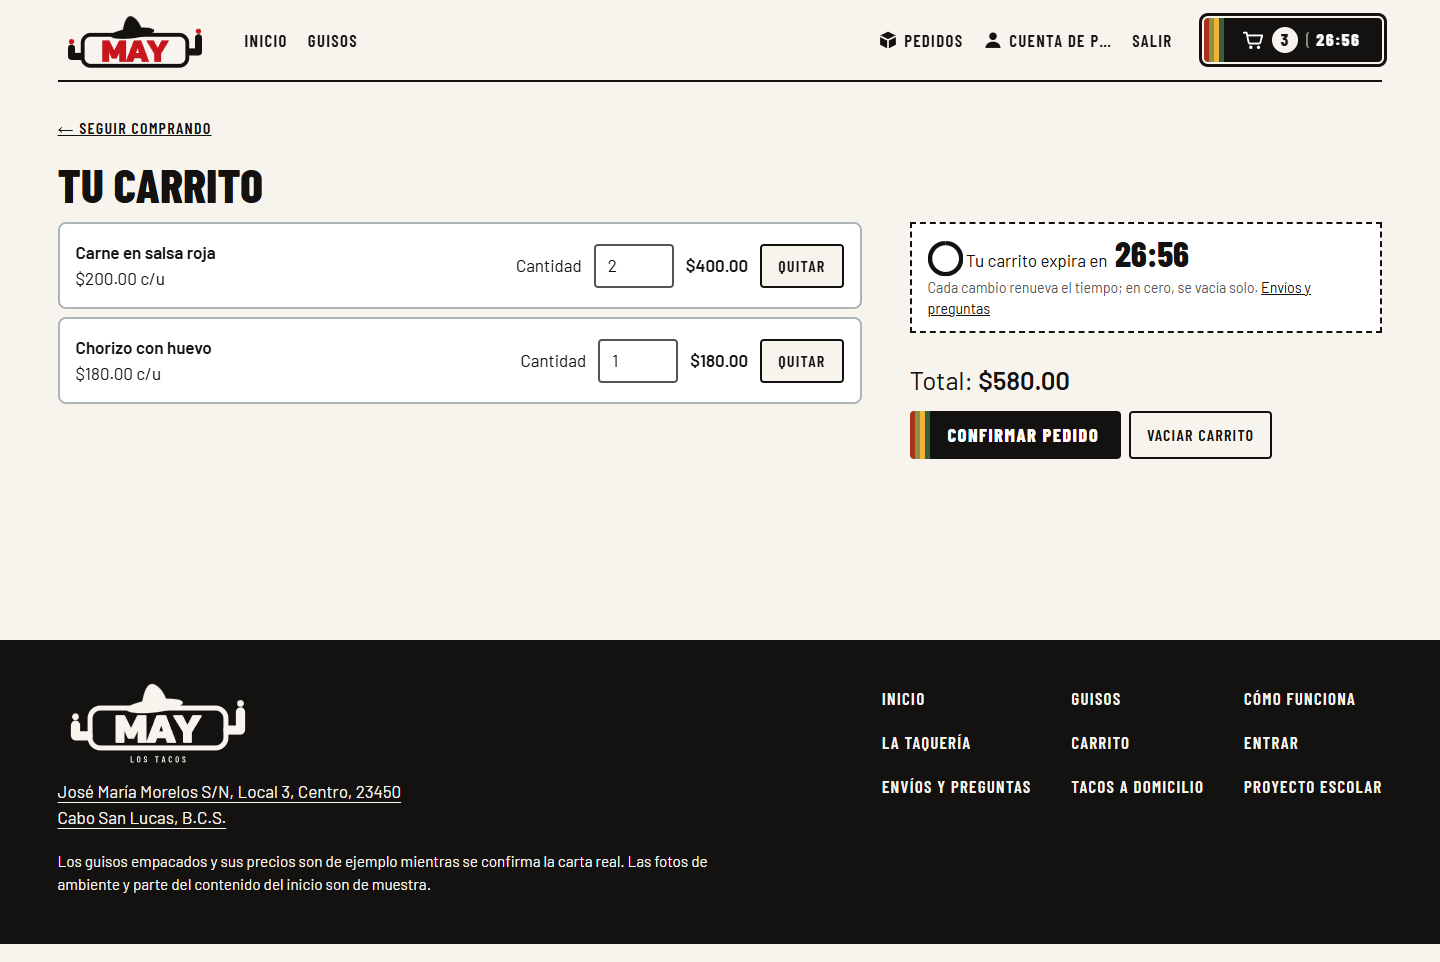 MAY
INICIO GUISOS
PEDIDOS CUENTA DE P... SALIR 3 26:56
← SEGUIR COMPRANDO
TU CARRITO
Carne en salsa roja
$200.00 c/u
Cantidad 2 $400.00 QUITAR
Chorizo con huevo
$180.00 c/u
Cantidad 1 $180.00 QUITAR
Tu carrito expira en 26:56
Cada cambio renueva el tiempo; en cero, se vacía solo. Envíos y
preguntas
Total: $580.00
CONFIRMAR PEDIDO VACIAR CARRITO
MAY
LOS TACOS
José María Morelos S/N, Local 3, Centro, 23450
Cabo San Lucas, B.C.S.
Los guisos empacados y sus precios son de ejemplo mientras se confirma la carta real. Las fotos de
ambiente y parte del contenido del inicio son de muestra.
INICIO GUISOS CÓMO FUNCIONA
LA TAQUERÍA CARRITO ENTRAR
ENVÍOS Y PREGUNTAS TACOS A DOMICILIO PROYECTO ESCOLAR